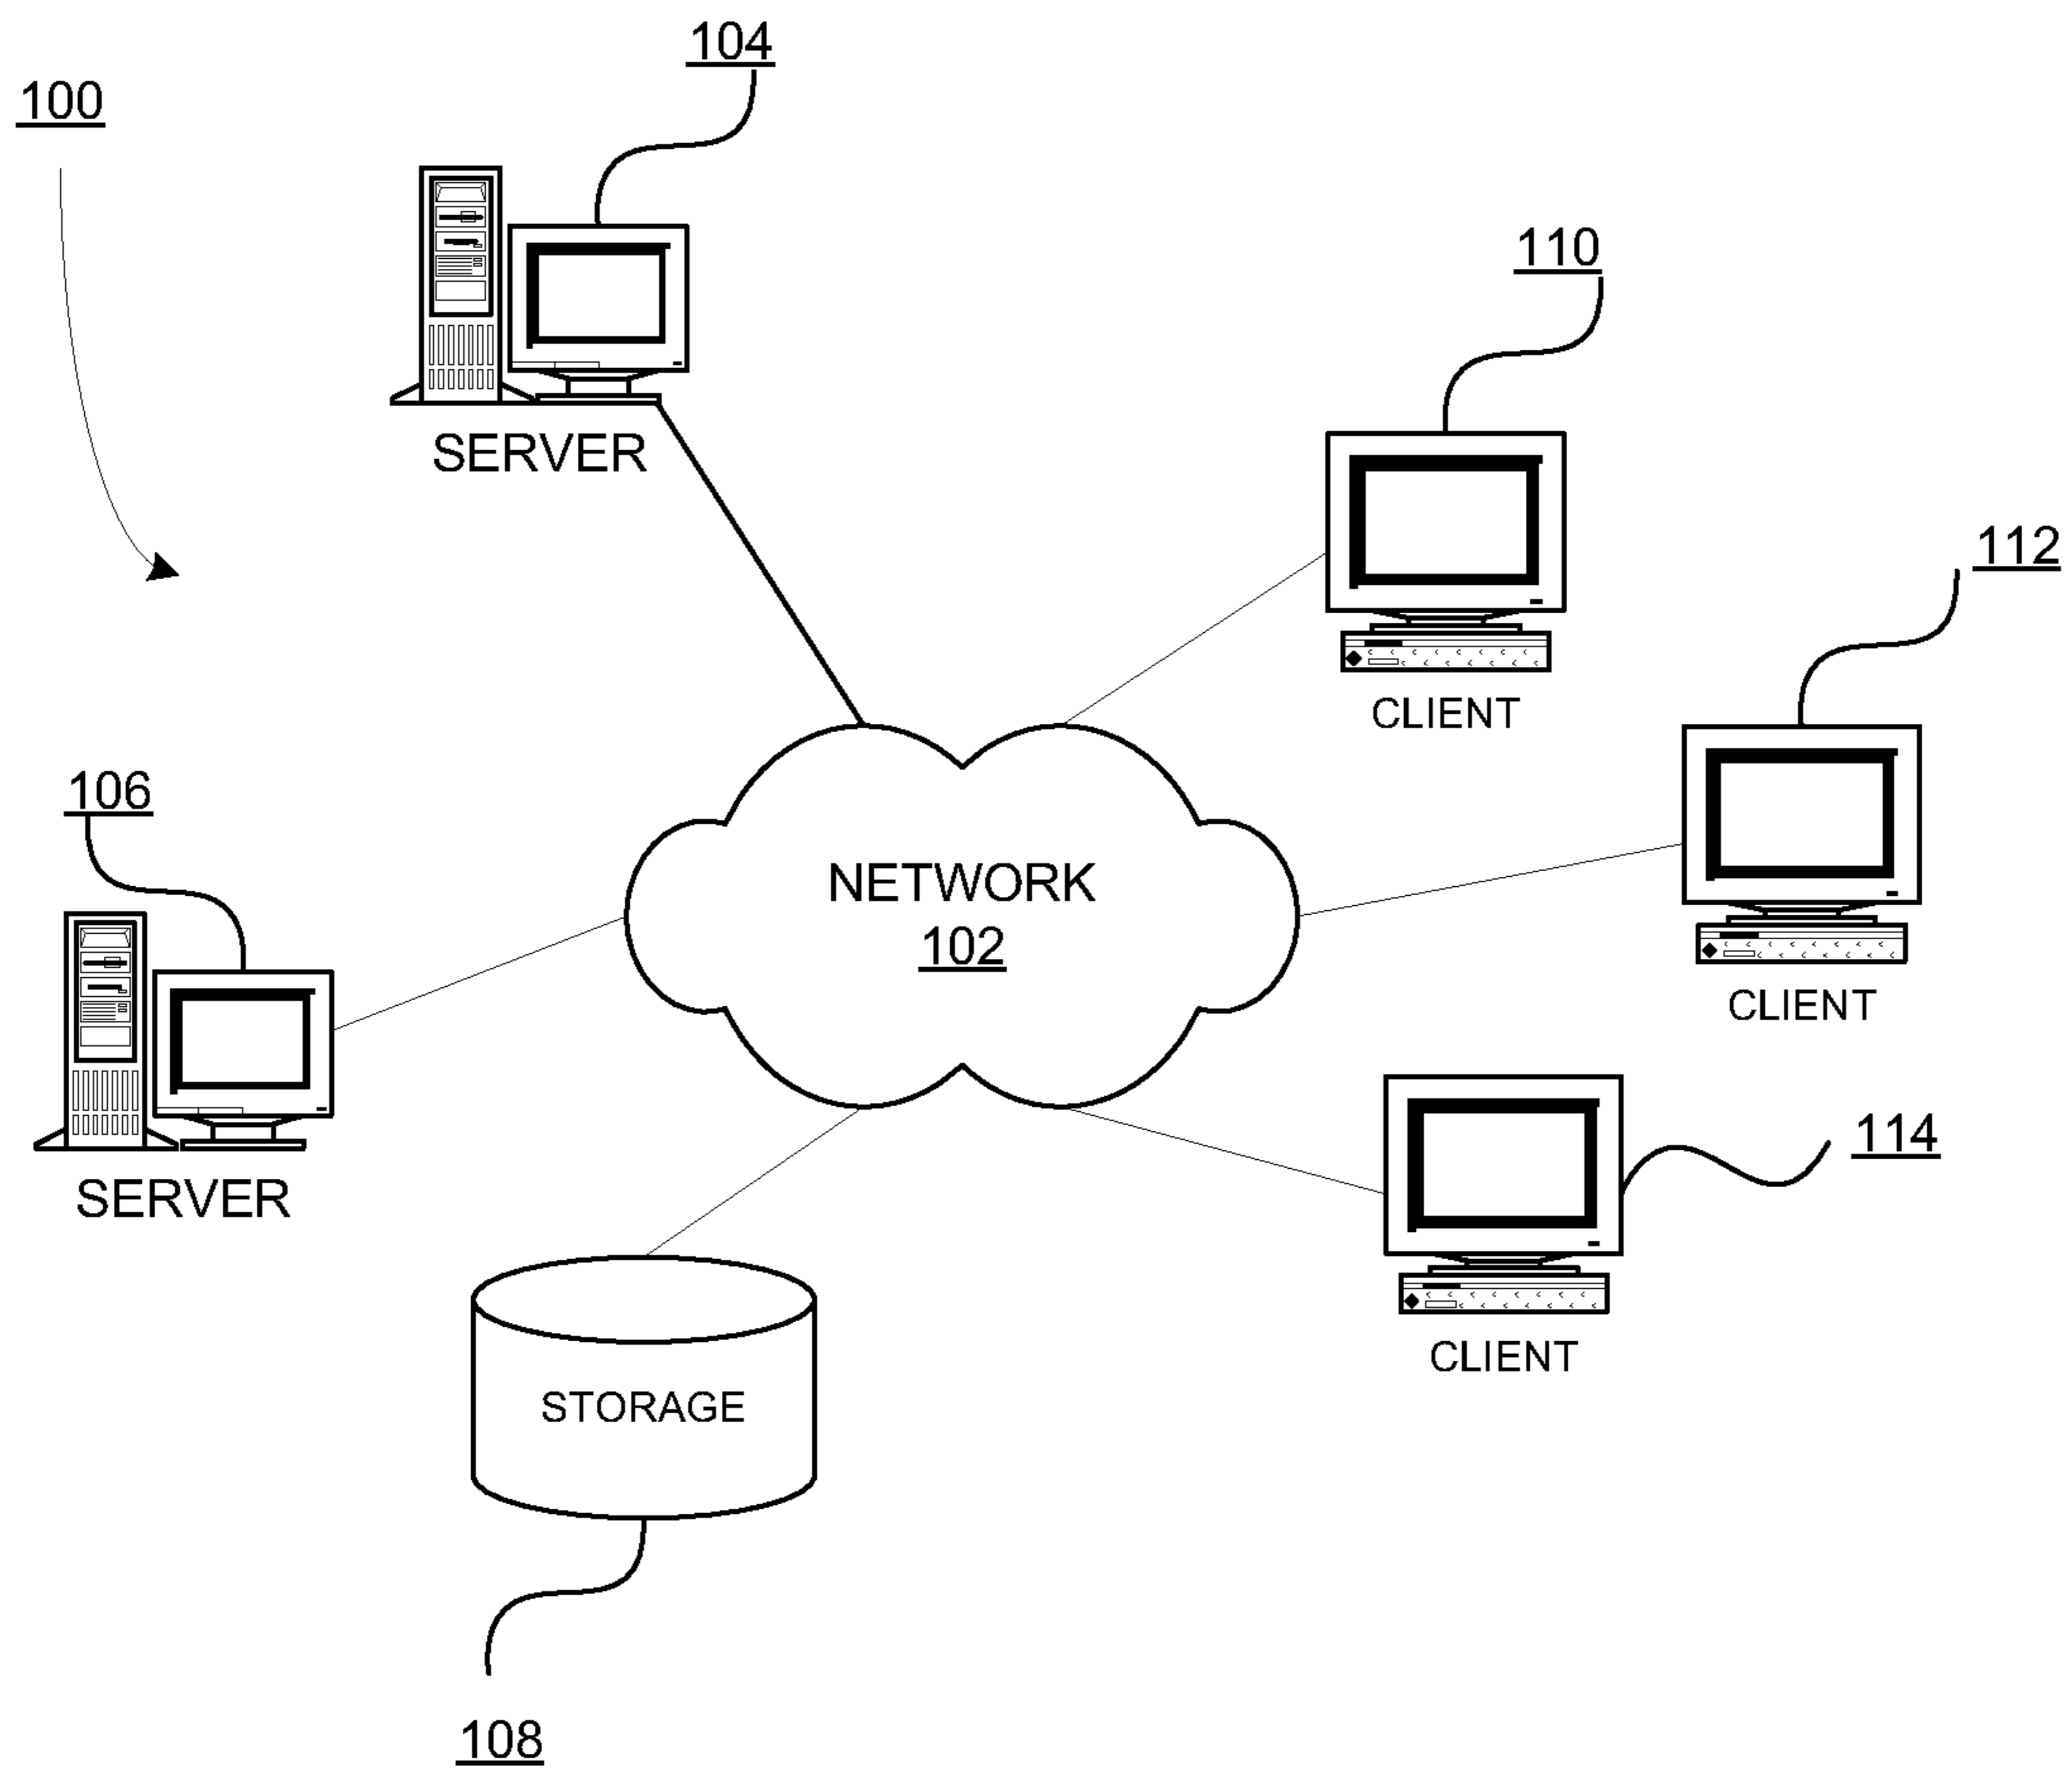 104
100
110
SERVER
112
CLIENT
106
NETWORK
102
CLIENT
114
SERVER
CLIENT
STORAGE
108